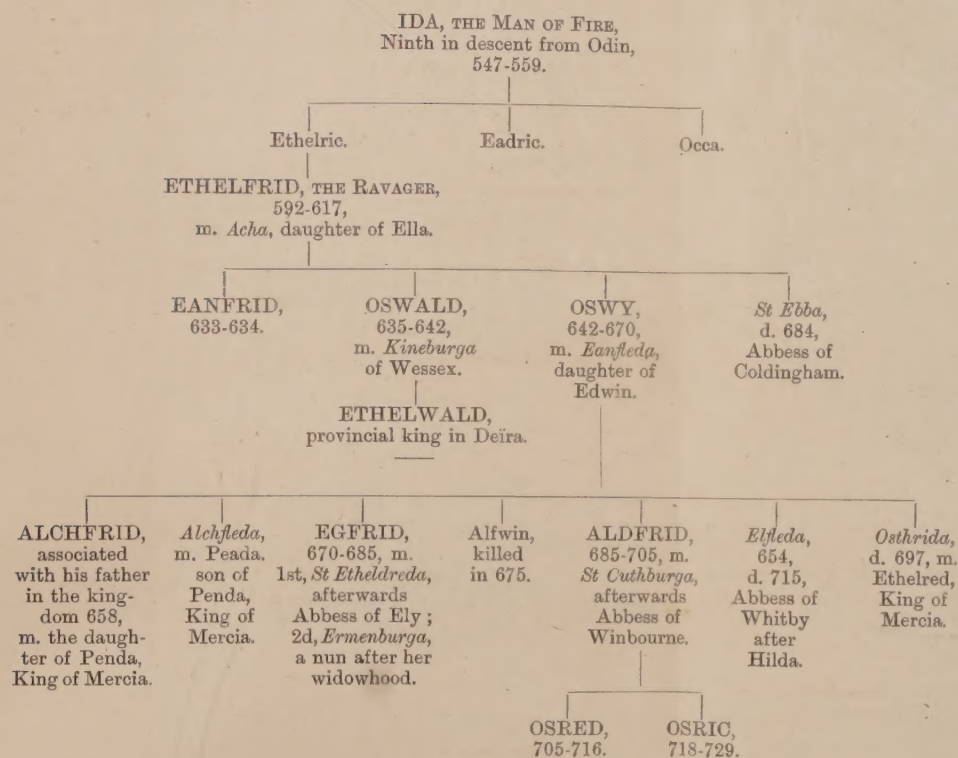 IDA, THE MAN OF FIRE,
Ninth in descent from Odin,
547-559.
Ethelric.
Eadric.
Occa.
ETHELFRID, THE RAVAGER,
592-617,
m. Acha, daughter of Ella.
EANFRID,
633-634.
OSWALD,
635-642,
m. Kineburga
of Wessex.
OSWY,
642-670,
m. Eanfleda,
daughter of
Edwin.
St Ebba,
d. 684,
Abbess of
Coldingham.
ETHELWALD,
provincial king in Deïra.
ALCHFRID,
associated
with his father
in the king-
dom 658,
m. the daugh-
ter of Penda,
King of Mercia.
Alchfleda,
m. Peada.
son of
Penda,
King of
Mercia.
EGFRID,
670-685, m.
1st, St Etheldreda,
afterwards
Abbess of Ely;
2d, Ermenburga,
a nun after her
widowhood.
Alfwin,
killed
in 675.
ALDFRID,
685-705, m.
St Cuthburga,
afterwards
Abbess of
Winbourne.
Elfleda,
654,
d. 715,
Abbess of
Whitby
after
Hilda.
Osthrida,
d. 697, m.
Ethelred,
King of
Mercia.
OSRED,
705-716.
OSRIC,
718-729.